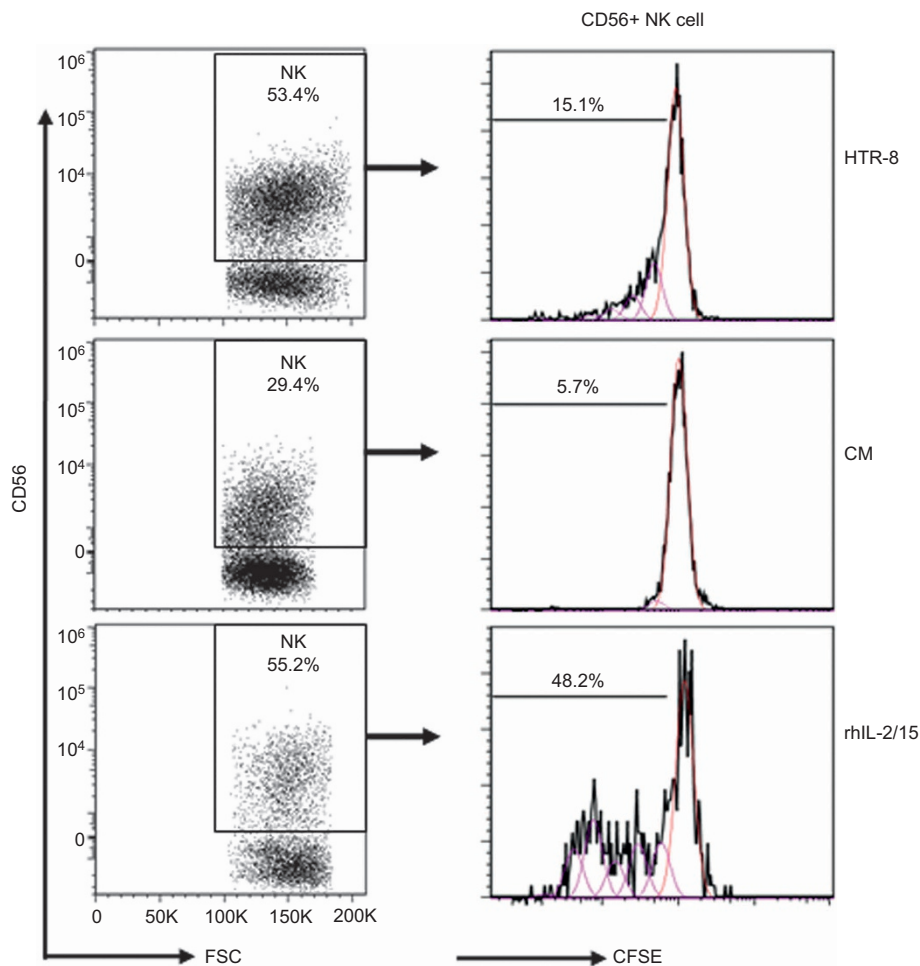 CD56+ NK cell
10⁶
10⁵
10⁴
0
NK
53.4%
15.1%
HTR-8
10⁶
10⁵
10⁴
0
NK
29.4%
5.7%
CM
CD56
10⁶
10⁵
10⁴
0
NK
55.2%
48.2%
rhIL-2/15
0 50K 100K 150K 200K
FSC
CFSE